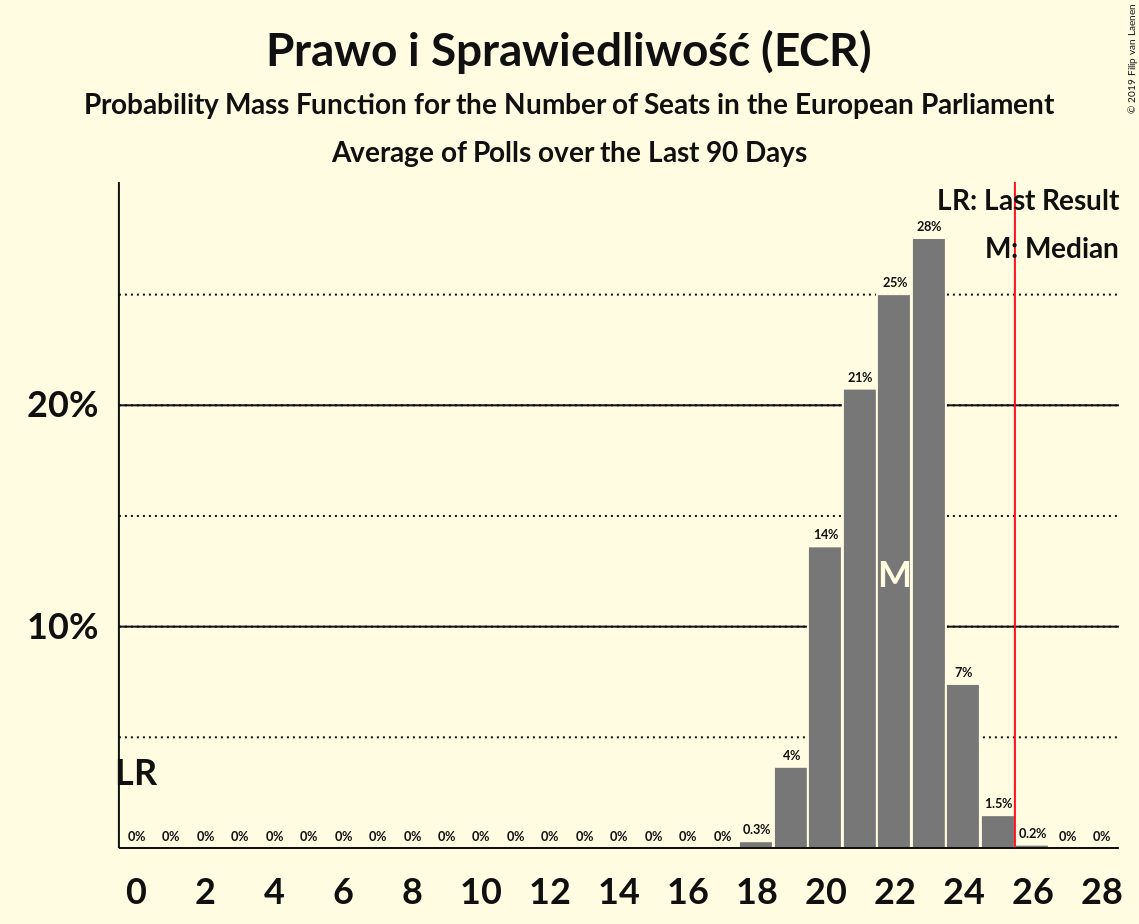 Prawo i Sprawiedliwość (ECR)
Probability Mass Function for the Number of Seats in the European Parliament
Average of Polls over the Last 90 Days
© 2019 Filip van Laenen
LR: Last Result
M: Median
28%
25%
21%
20%
14%
M
10%
7%
LR
4%
0% 0% 0% 0% 0% 0% 0% 0% 0% 0% 0% 0% 0% 0% 0% 0% 0% 0% 0.3% 1.5% 0.2% 0% 0%
0 2 4 6 8 10 12 14 16 18 20 22 24 26 28